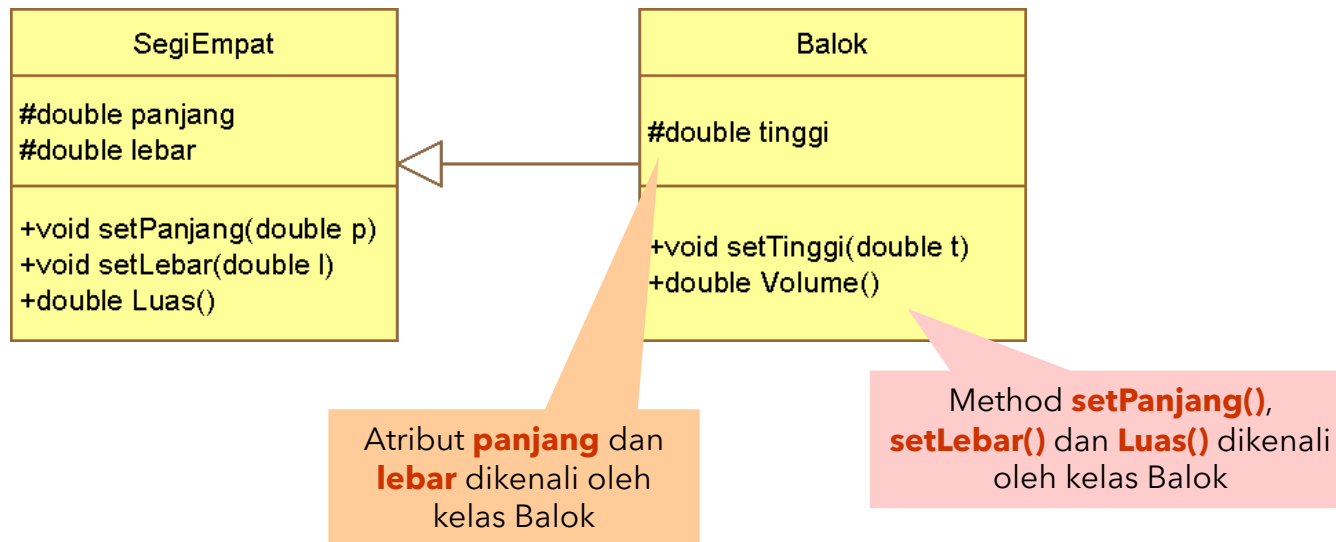 SegiEmpat
#double panjang
#double lebar
+void setPanjang(double p)
+void setLebar(double l)
+double Luas()
Balok
#double tinggi
+void setTinggi(double t)
+double Volume()
Atribut panjang dan
lebar dikenali oleh
kelas Balok
Method setPanjang(),
setLebar() dan Luas() dikenali
oleh kelas Balok